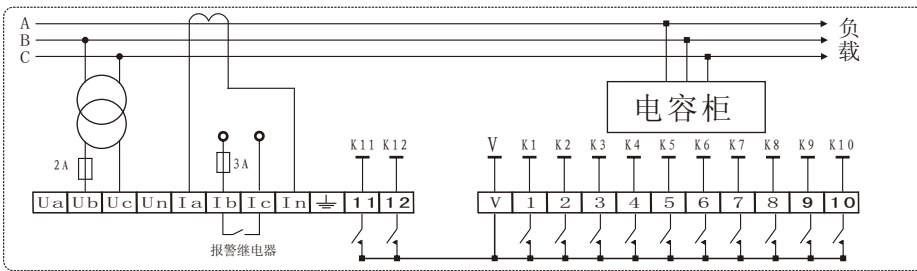 A
B
C
负
载
电容柜
2A
3A
K11 K12
V K1 K2 K3 K4 K5 K6 K7 K8 K9 K10
Ua Ub Uc Un Ia Ib Ic In 11 12
V 1 2 3 4 5 6 7 8 9 10
报警继电器